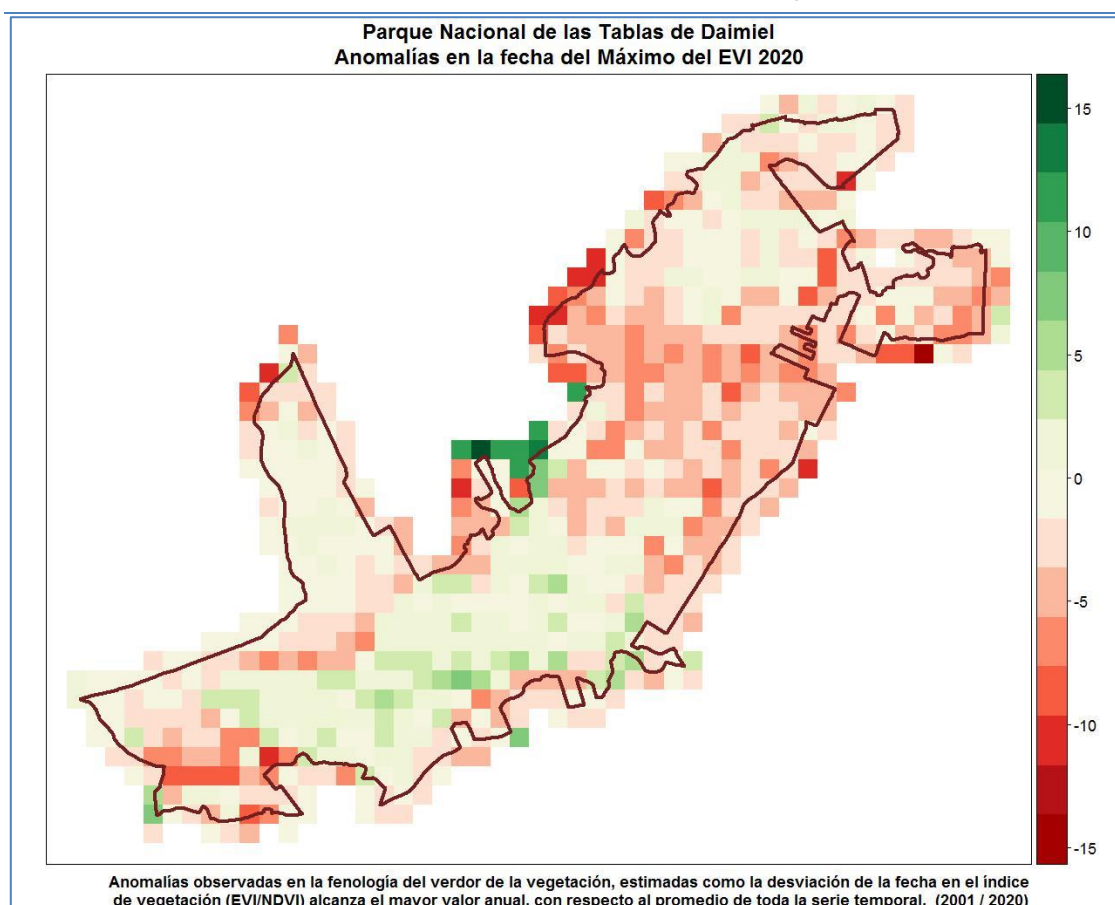 Parque Nacional de las Tablas de Daimiel
Anomalías en la fecha del Máximo del EVI 2020
15
10
5
0
-5
-10
-15
Anomalías observadas en la fenología del verdor de la vegetación, estimadas como la desviación de la fecha en el índice
de vegetación (EVI/NDVI) alcanza el mayor valor anual, con respecto al promedio de toda la serie temporal. (2001 / 2020)